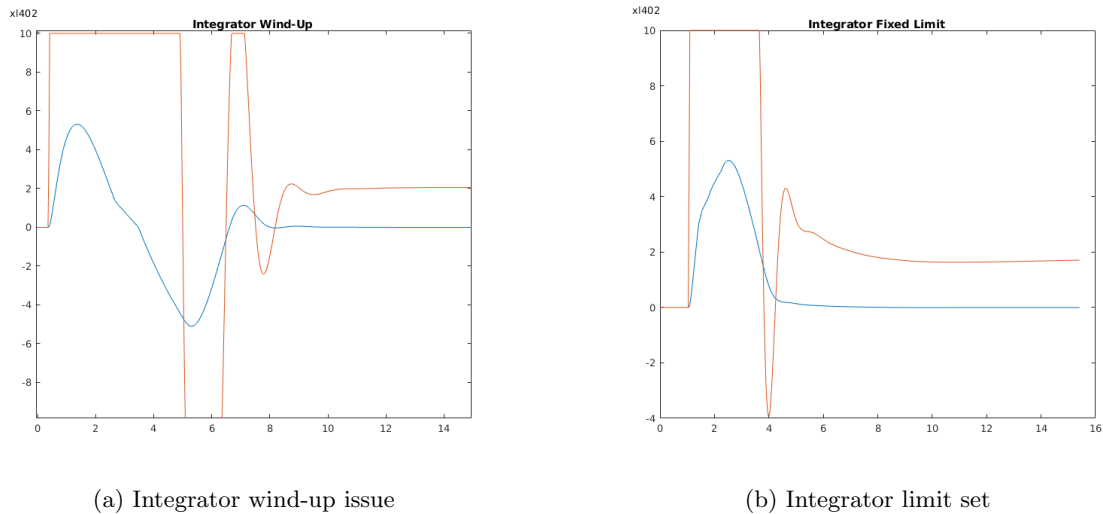 xl402
Integrator Wind-Up
10
8
6
4
2
0
-2
-4
-6
-8
0 2 4 6 8 10 12 14
(a) Integrator wind-up issue
xl402
Integrator Fixed Limit
10
8
6
4
2
0
-2
-4
0 2 4 6 8 10 12 14 16
(b) Integrator limit set